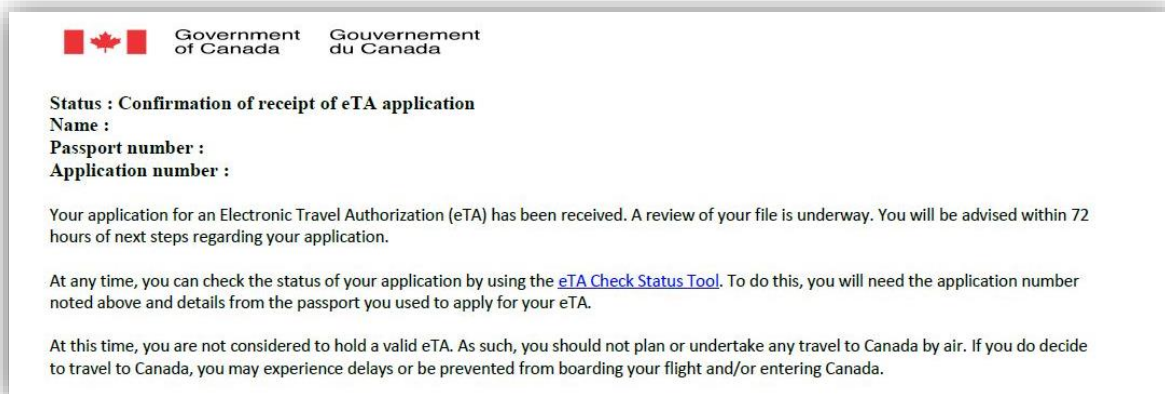 Government Gouvernement
of Canada du Canada
Status : Confirmation of receipt of eTA application
Name :
Passport number :
Application number :
Your application for an Electronic Travel Authorization (eTA) has been received. A review of your file is underway. You will be advised within 72
hours of next steps regarding your application.
At any time, you can check the status of your application by using the eTA Check Status Tool. To do this, you will need the application number
noted above and details from the passport you used to apply for your eTA.
At this time, you are not considered to hold a valid eTA. As such, you should not plan or undertake any travel to Canada by air. If you do decide
to travel to Canada, you may experience delays or be prevented from boarding your flight and/or entering Canada.